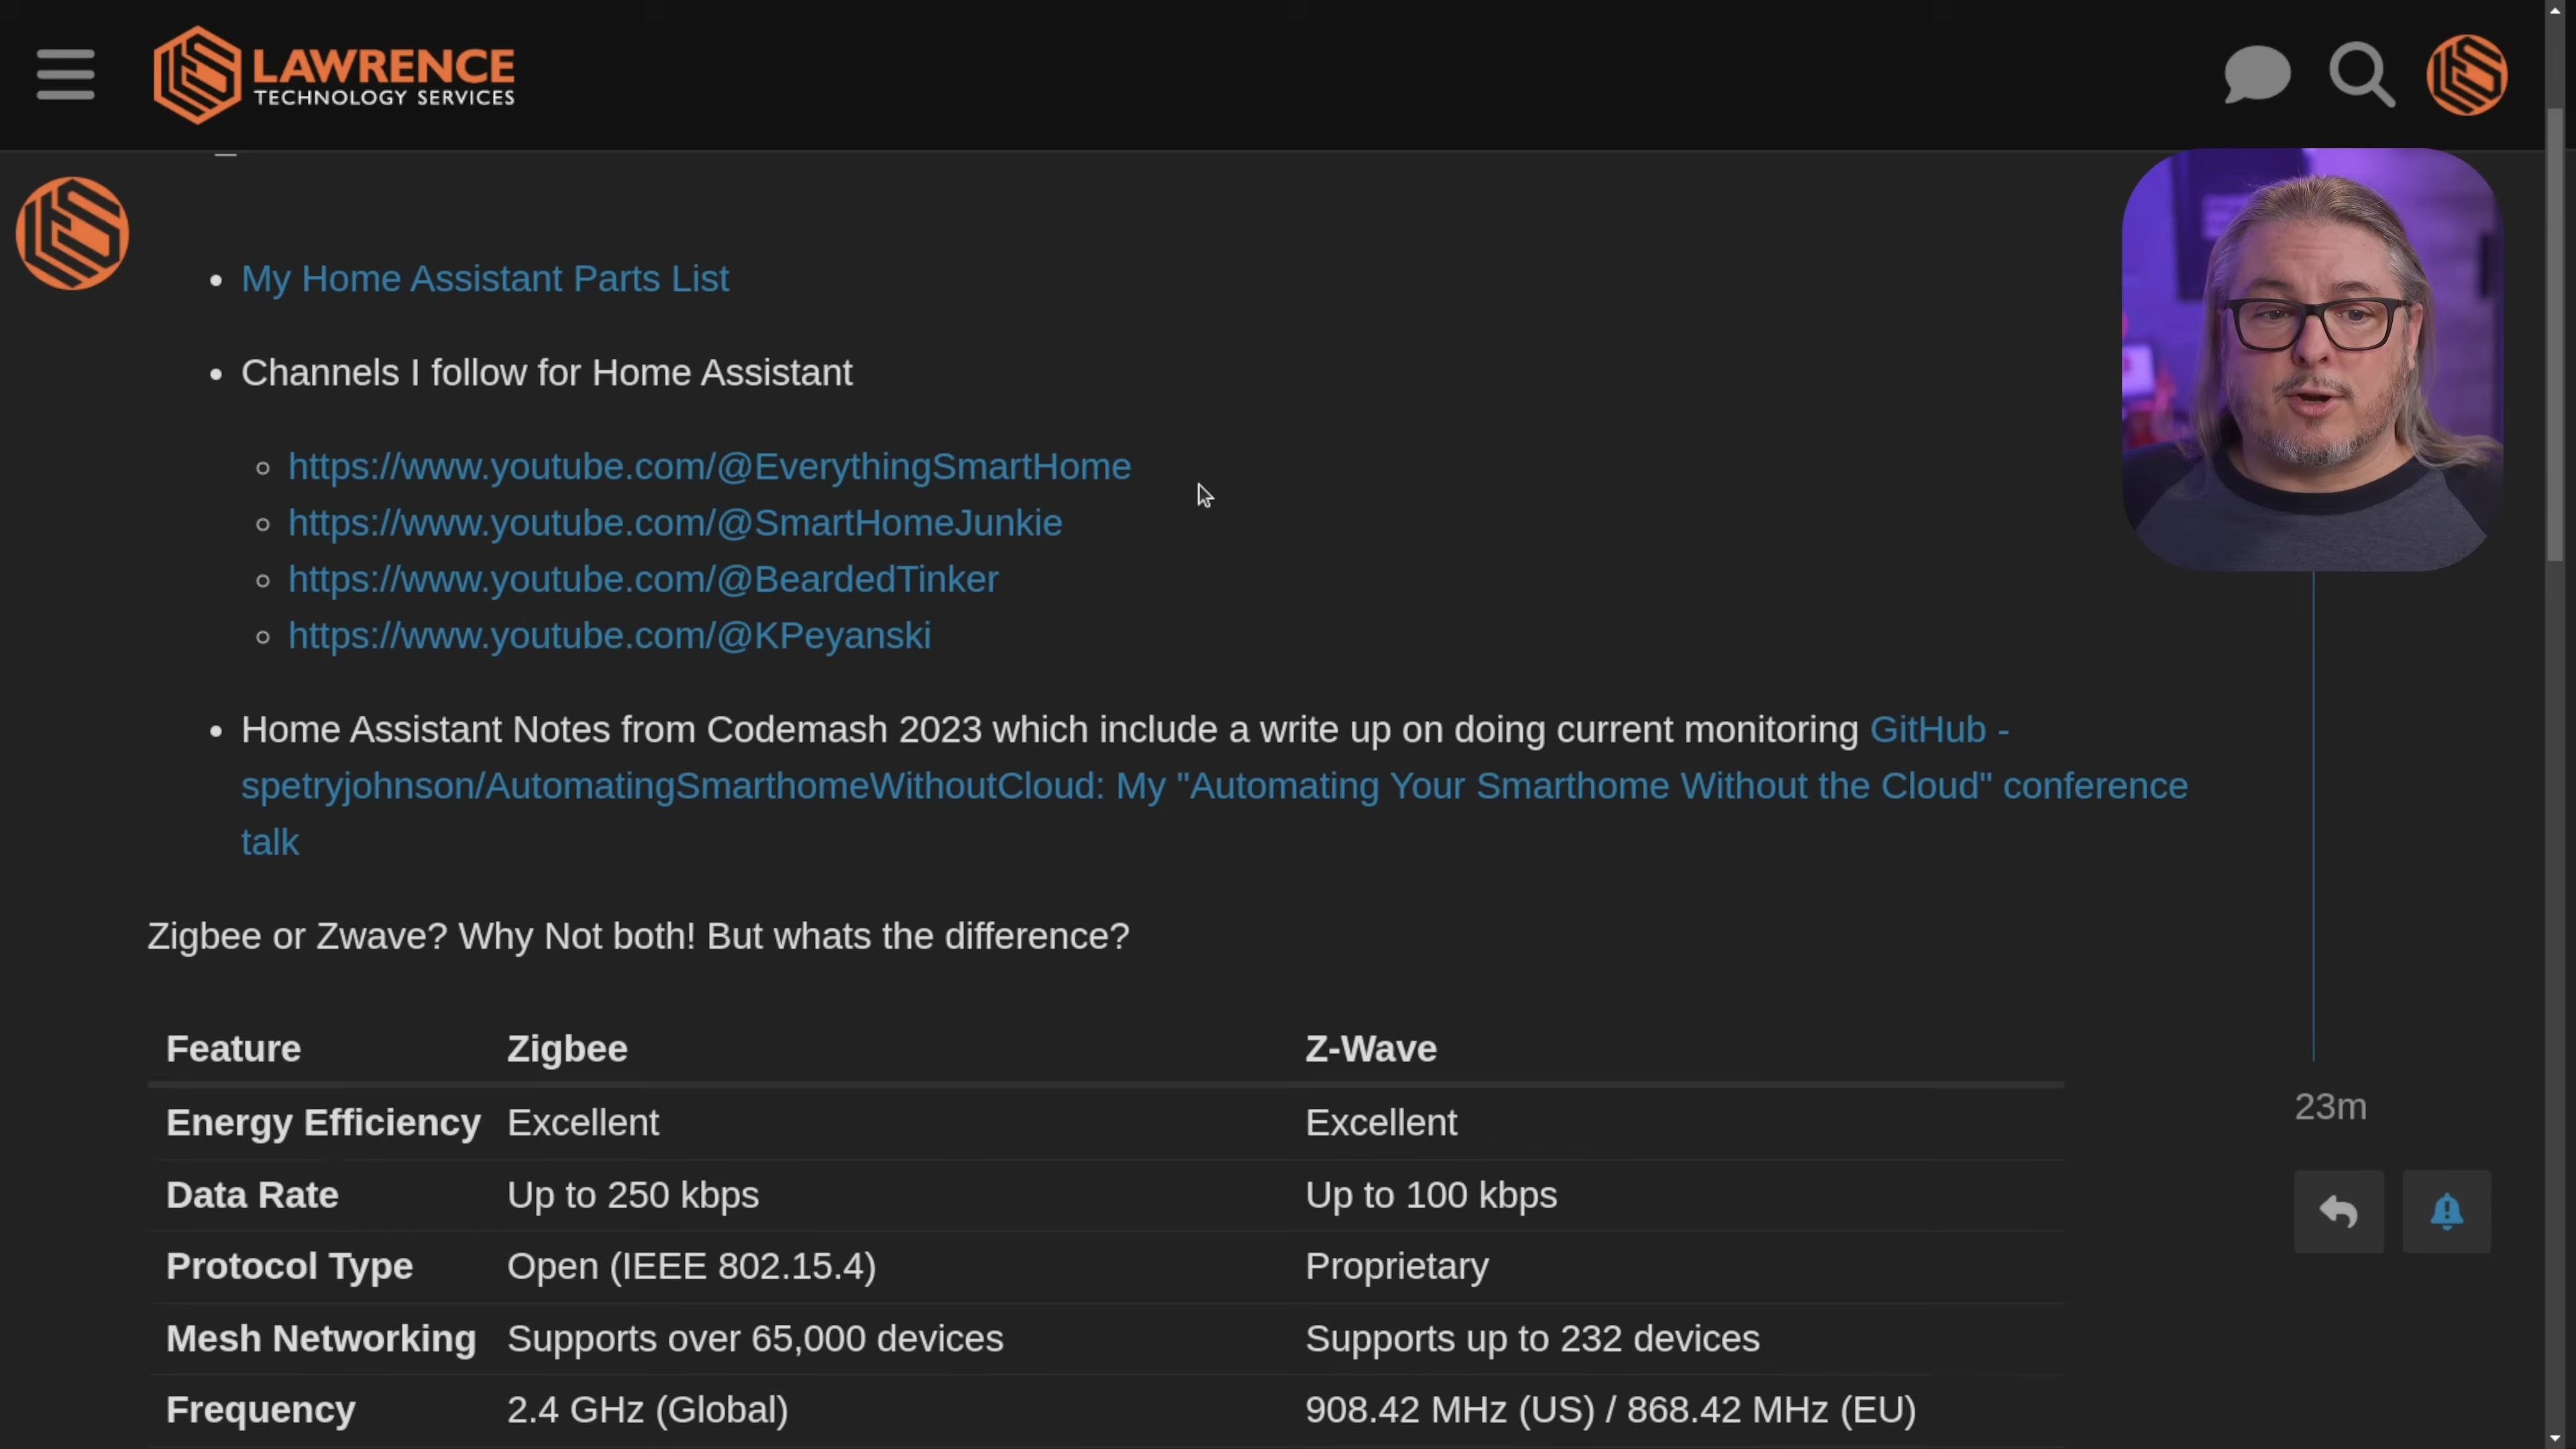 LAWRENCE
TECHNOLOGY SERVICES
My Home Assistant Parts List
Channels I follow for Home Assistant
https://www.youtube.com/@EverythingSmartHome
https://www.youtube.com/@SmartHomeJunkie
https://www.youtube.com/@BeardedTinker
https://www.youtube.com/@KPeyanski
Home Assistant Notes from Codemash 2023 which include a write up on doing current monitoring GitHub -
spetryjohnson/AutomatingSmarthomeWithoutCloud: My "Automating Your Smarthome Without the Cloud" conference
talk
Zigbee or Zwave? Why Not both! But whats the difference?
Feature Zigbee Z-Wave
Energy Efficiency Excellent Excellent
Data Rate Up to 250 kbps Up to 100 kbps
Protocol Type Open (IEEE 802.15.4) Proprietary
Mesh Networking Supports over 65,000 devices Supports up to 232 devices
Frequency 2.4 GHz (Global) 908.42 MHz (US) / 868.42 MHz (EU)
23m